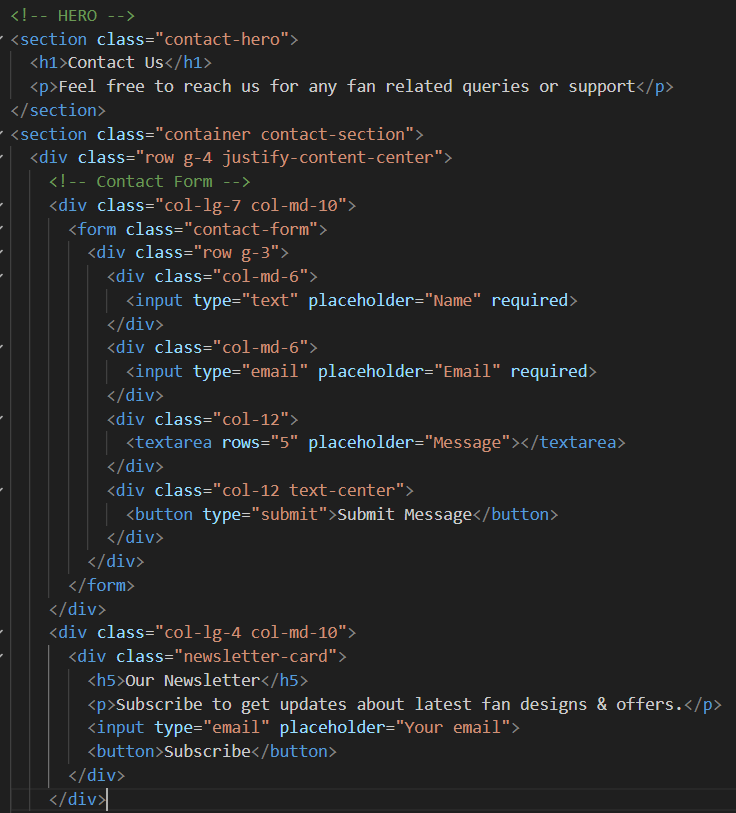 <!-- HERO -->
<section class="contact-hero">
<h1>Contact Us</h1>
<p>Feel free to reach us for any fan related queries or support</p>
</section>
<section class="container contact-section">
<div class="row g-4 justify-content-center">
<!-- Contact Form -->
<div class="col-lg-7 col-md-10">
<form class="contact-form">
<div class="row g-3">
<div class="col-md-6">
<input type="text" placeholder="Name" required>
</div>
<div class="col-md-6">
<input type="email" placeholder="Email" required>
</div>
<div class="col-12">
<textarea rows="5" placeholder="Message"></textarea>
</div>
<div class="col-12 text-center">
<button type="submit">Submit Message</button>
</div>
</div>
</form>
</div>
<div class="col-lg-4 col-md-10">
<div class="newsletter-card">
<h5>Our Newsletter</h5>
<p>Subscribe to get updates about latest fan designs & offers.</p>
<input type="email" placeholder="Your email">
<button>Subscribe</button>
</div>
</div>